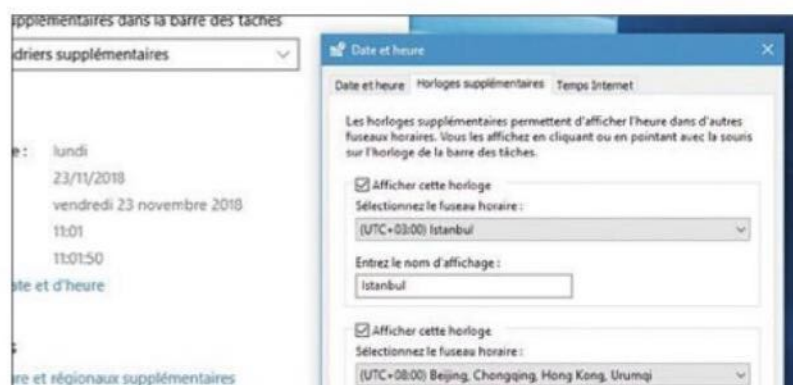 supplémentaires dans la barre des tâches
driers supplémentaires
e : lundi
23/11/2018
vendredi 23 novembre 2018
11:01
11:01:50
ate et d'heure
s
re et régionaux supplémentaires
Date et heure
Date et heure Horloges supplémentaires Temps Internet
Les horloges supplémentaires permettent d'afficher l'heure dans d'autres
fuseaux horaires. Vous les affichez en cliquant ou en pointant avec la souris
sur l'horloge de la barre des tâches.
Afficher cette horloge
Sélectionnez le fuseau horaire :
(UTC+03:00) Istanbul
Entrez le nom d'affichage :
Istanbul
Afficher cette horloge
Sélectionnez le fuseau horaire :
(UTC+08:00) Beijing, Chongqing, Hong Kong, Urumqi